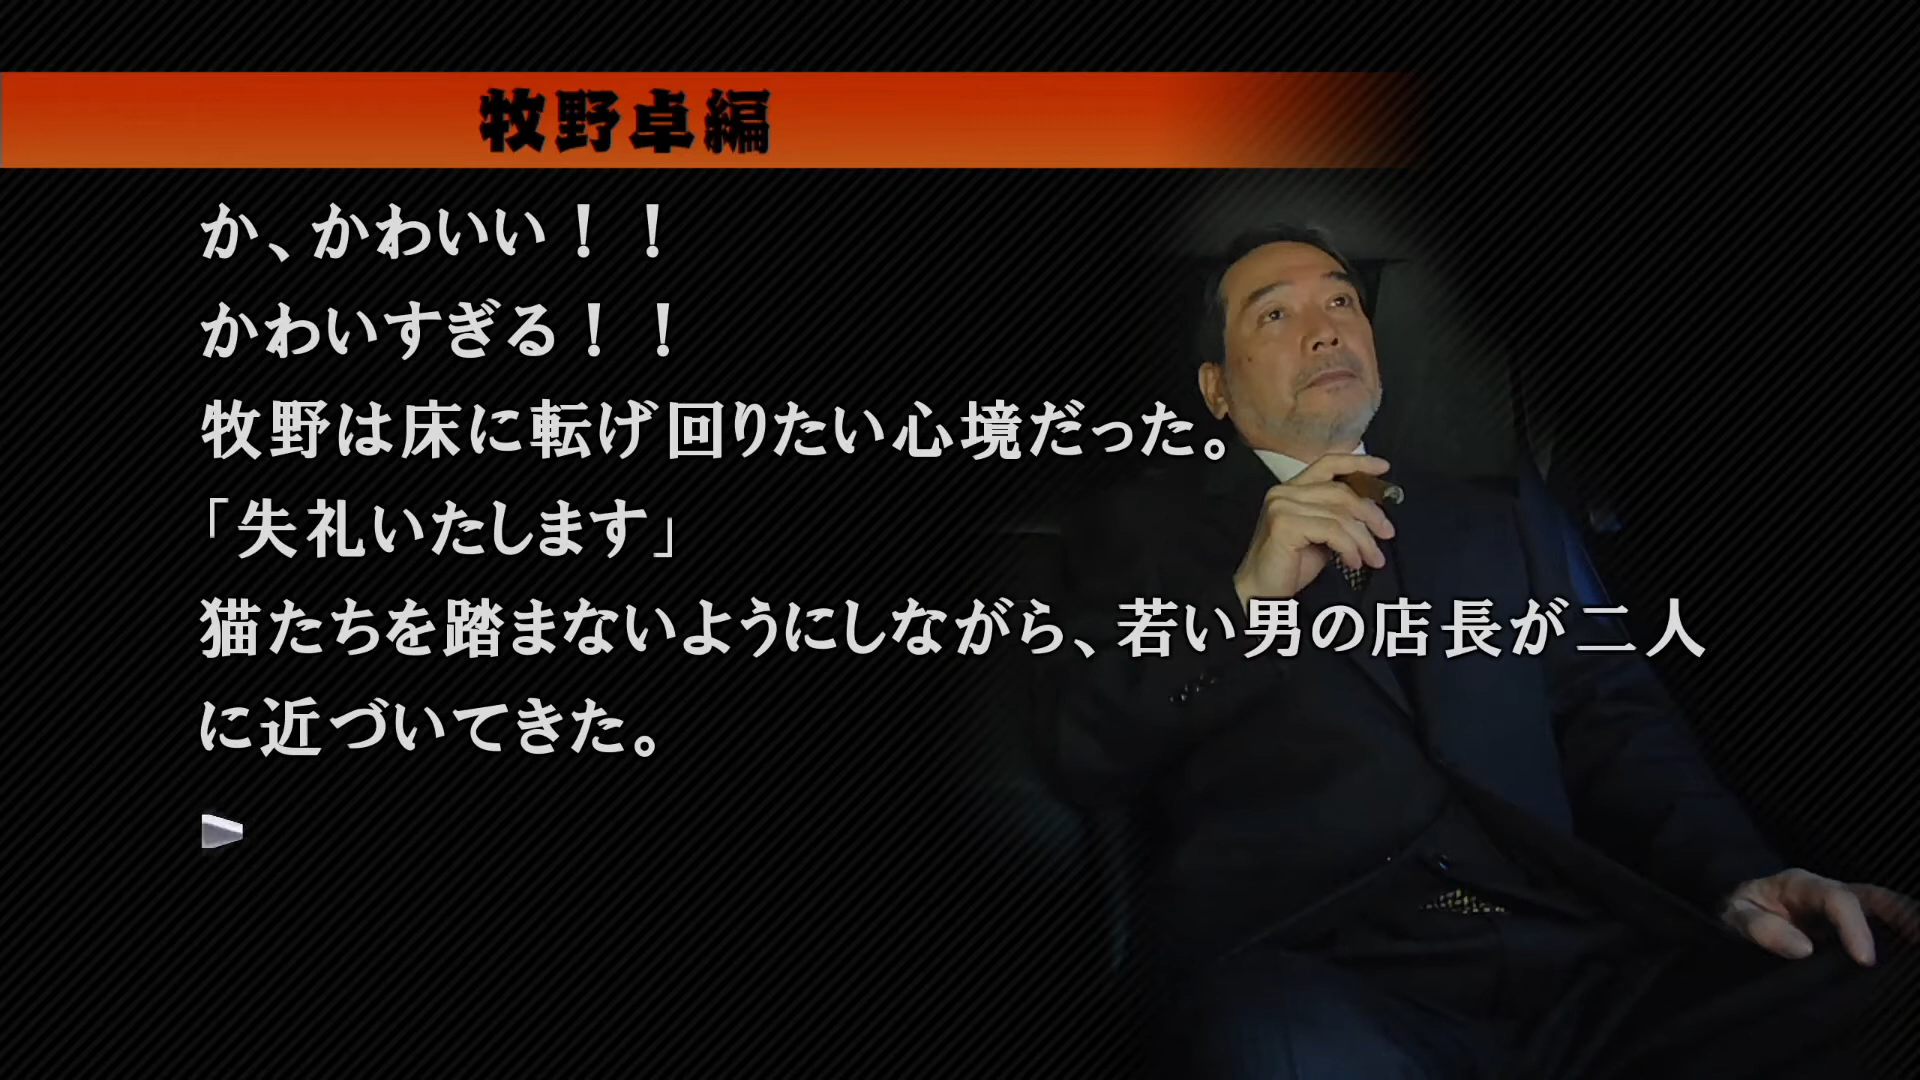 牧野卓編
か、かわいい！！
かわいすぎる！！
牧野は床に転げ回りたい心境だった。
「失礼いたします」
猫たちを踏まないようにしながら、若い男の店長が二人
に近づいてきた。